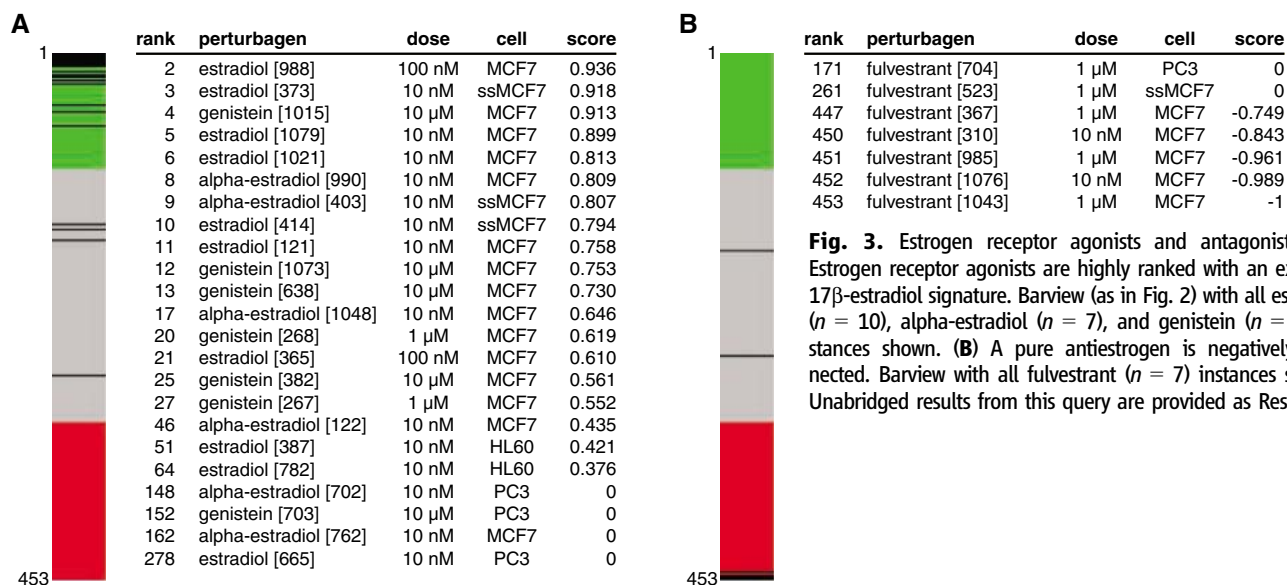 A
1
453
rank perturbagen dose cell score
2 estradiol [988] 100 nM MCF7 0.936
3 estradiol [373] 10 nM ssMCF7 0.918
4 genistein [1015] 10 µM MCF7 0.913
5 estradiol [1079] 10 nM MCF7 0.899
6 estradiol [1021] 10 nM MCF7 0.813
8 alpha-estradiol [990] 10 nM MCF7 0.809
9 alpha-estradiol [403] 10 nM ssMCF7 0.807
10 estradiol [414] 10 nM ssMCF7 0.794
11 estradiol [121] 10 nM MCF7 0.758
12 genistein [1073] 10 µM MCF7 0.753
13 genistein [638] 10 µM MCF7 0.730
17 alpha-estradiol [1048] 10 nM MCF7 0.646
20 genistein [268] 1 µM MCF7 0.619
21 estradiol [365] 100 nM MCF7 0.610
25 genistein [382] 10 µM MCF7 0.561
27 genistein [267] 1 µM MCF7 0.552
46 alpha-estradiol [122] 10 nM MCF7 0.435
51 estradiol [387] 10 nM HL60 0.421
64 estradiol [782] 10 nM HL60 0.376
148 alpha-estradiol [702] 10 nM PC3 0
152 genistein [703] 10 µM PC3 0
162 alpha-estradiol [762] 10 nM MCF7 0
278 estradiol [665] 10 nM PC3 0
B
1
453
rank perturbagen dose cell score
171 fulvestrant [704] 1 µM PC3 0
261 fulvestrant [523] 1 µM ssMCF7 0
447 fulvestrant [367] 1 µM MCF7 -0.749
450 fulvestrant [310] 10 nM MCF7 -0.843
451 fulvestrant [985] 1 µM MCF7 -0.961
452 fulvestrant [1076] 10 nM MCF7 -0.989
453 fulvestrant [1043] 1 µM MCF7 -1
Fig. 3. Estrogen receptor agonists and antagonist
Estrogen receptor agonists are highly ranked with an ex
17β-estradiol signature. Barview (as in Fig. 2) with all es
(n = 10), alpha-estradiol (n = 7), and genistein (n =
stances shown. (B) A pure antiestrogen is negatively
nected. Barview with all fulvestrant (n = 7) instances s
Unabridged results from this query are provided as Res